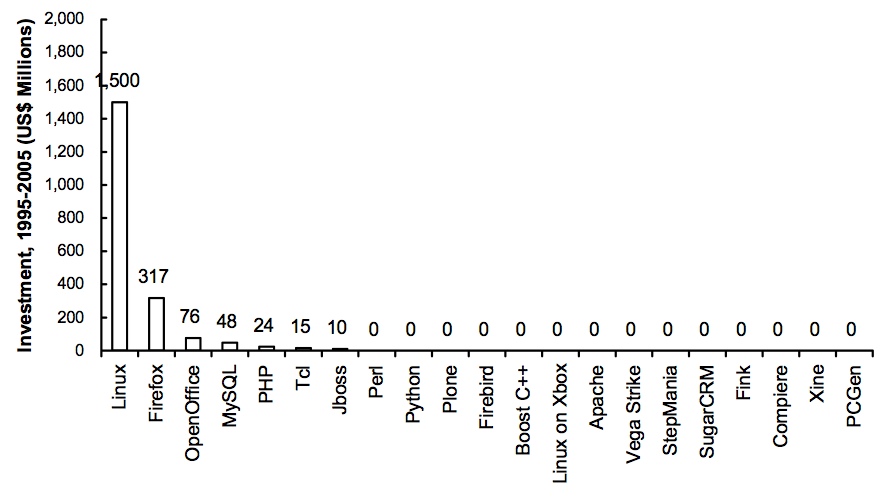 Investment, 1995-2005 (US$ Millions)
2,000
1,800
1,600
1,400
1,200
1,000
800
600
400
200
0
1,500
317
76
48
24
15
10
0
0
0
0
0
0
0
0
0
0
0
0
0
0
Linux
Firefox
OpenOffice
MySQL
PHP
Tcl
Jboss
Perl
Python
Plone
Firebird
Boost C++
Linux on Xbox
Apache
Vega Strike
StepMania
SugarCRM
Fink
Compiere
Xine
PCGen